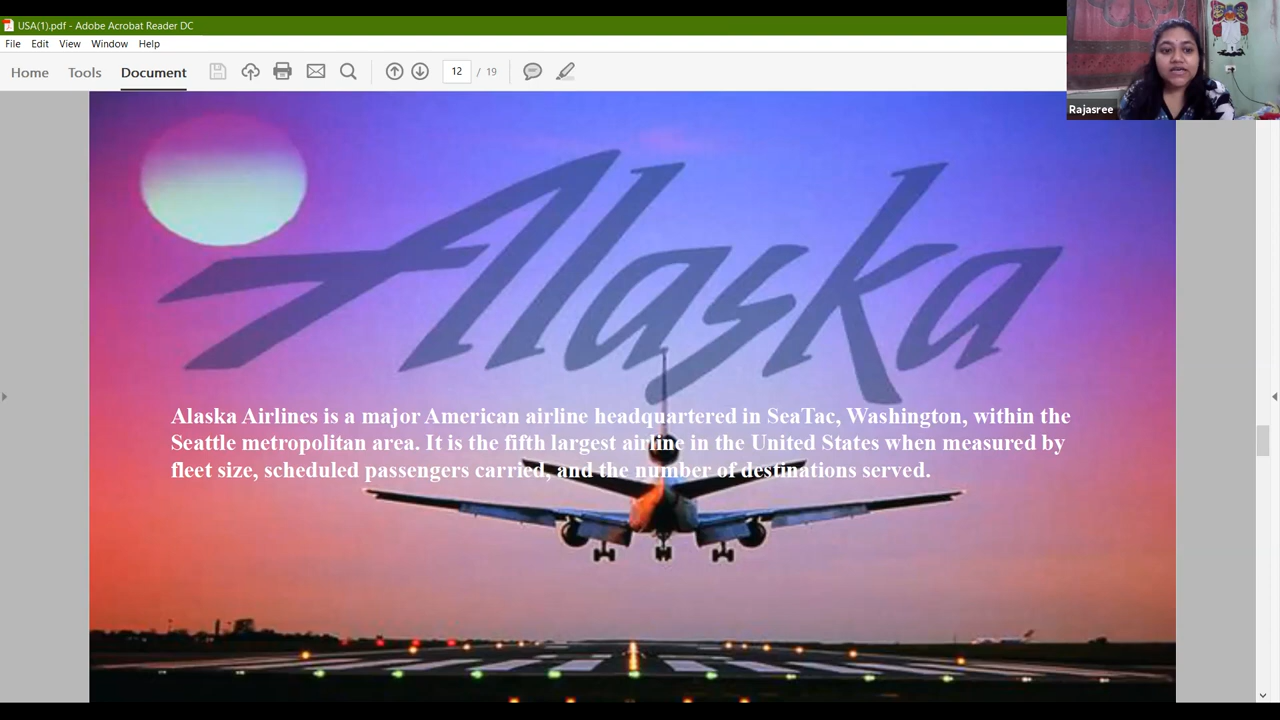 USA(1).pdf - Adobe Acrobat Reader DC
File Edit View Window Help
Home Tools Document 12 / 19
Rajasree
Alaska
Alaska Airlines is a major American airline headquartered in SeaTac, Washington, within the
Seattle metropolitan area. It is the fifth largest airline in the United States when measured by
fleet size, scheduled passengers carried, and the number of destinations served.